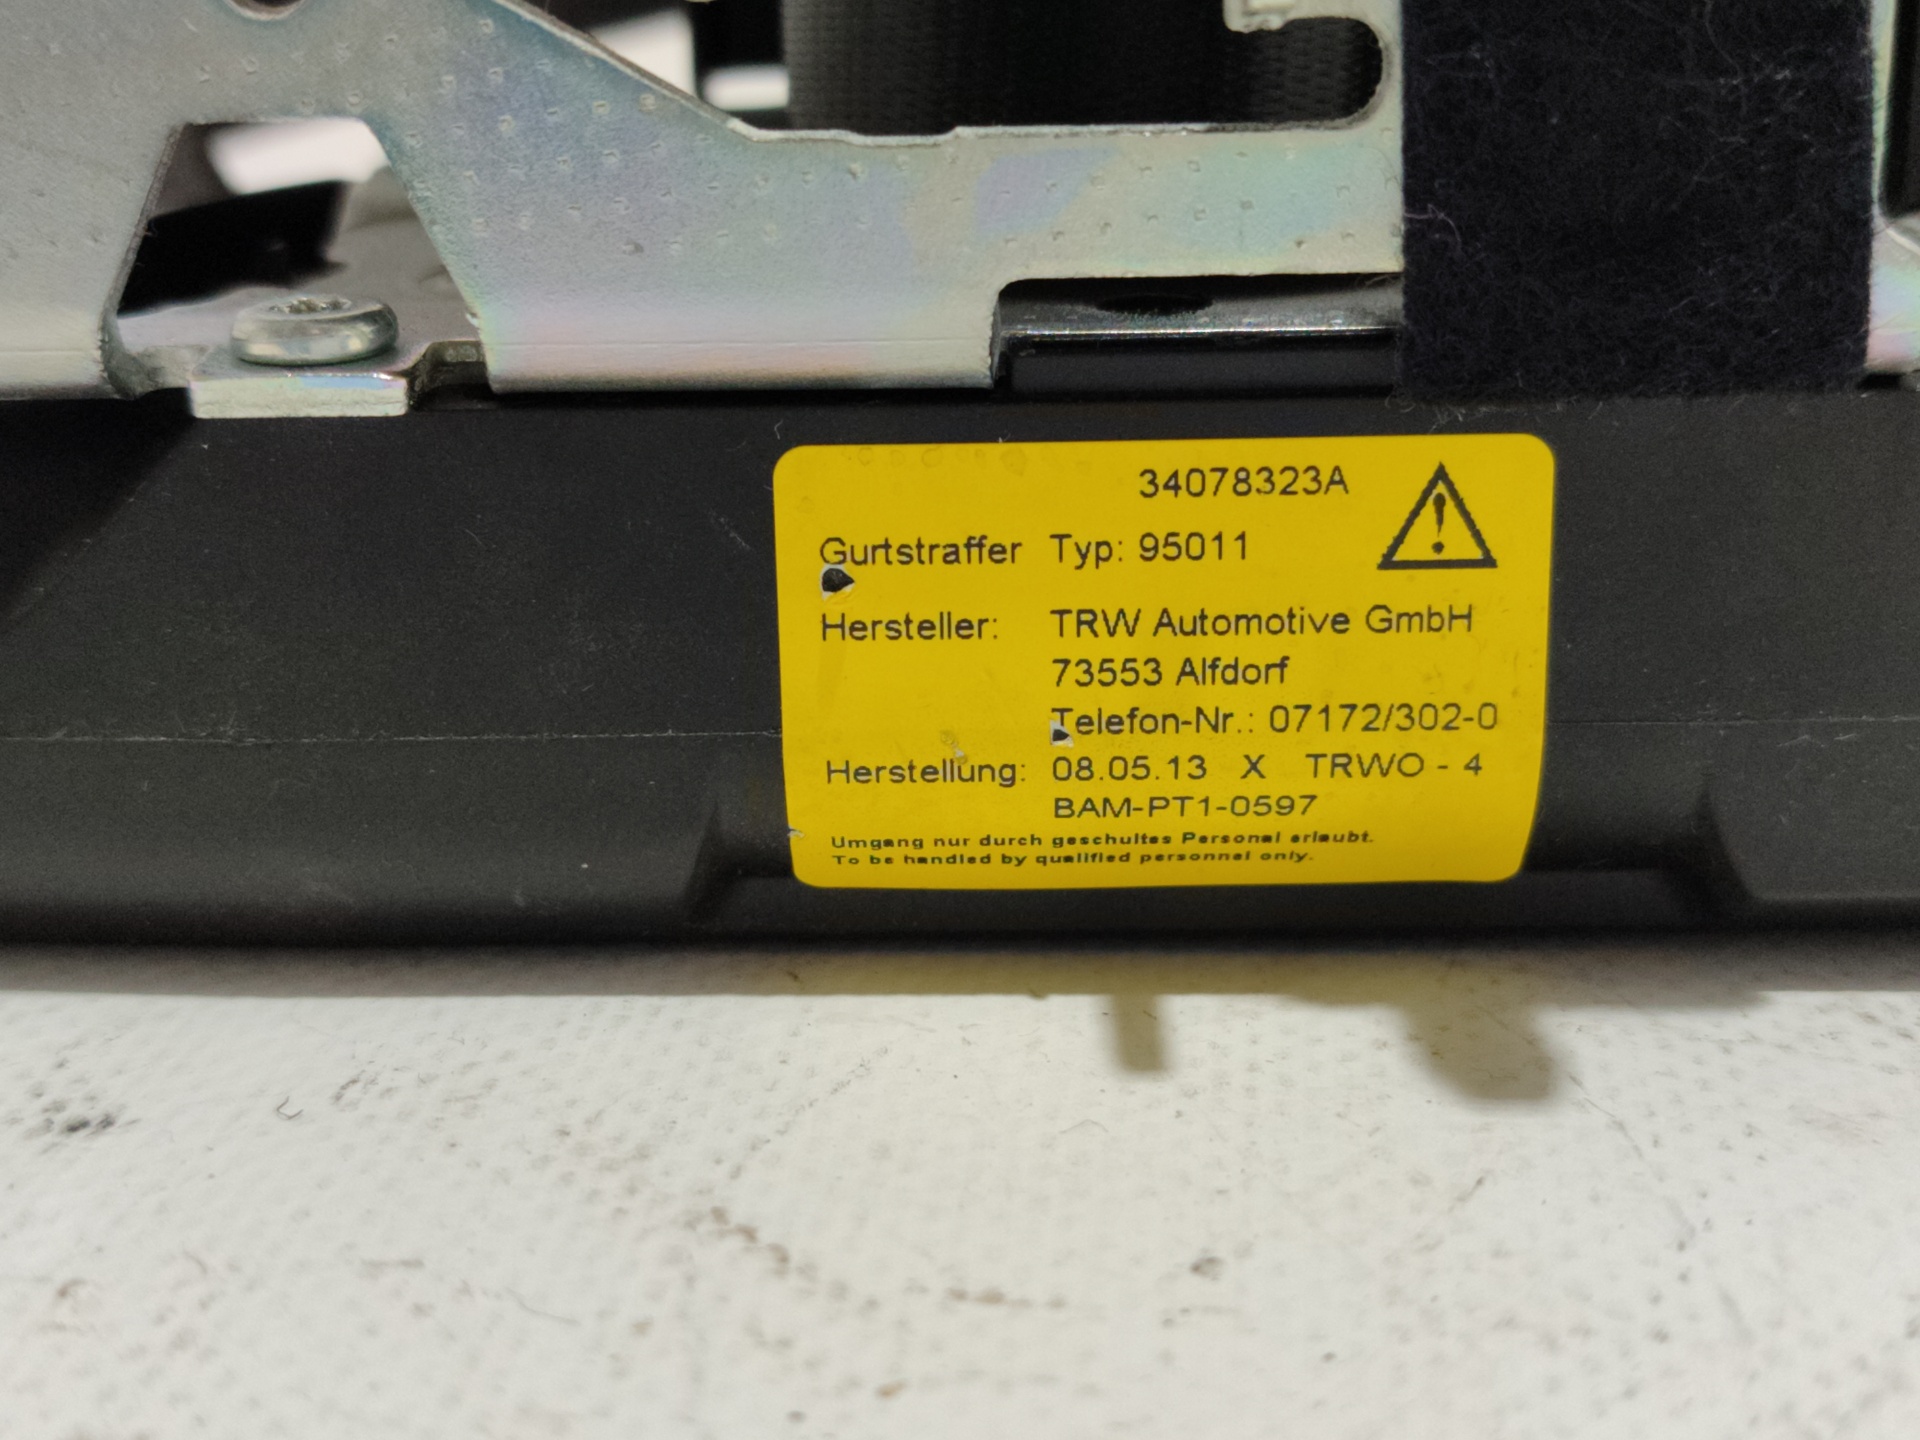 34078323A
Gurtstraffer Typ: 95011
Hersteller: TRW Automotive GmbH
73553 Alfdorf
Telefon-Nr.: 07172/302-0
Herstellung: 08.05.13 X TRWO - 4
BAM-PT1-0597
Umgang nur durch geschultes Personal erlaubt.
To be handled by qualified personnel only.